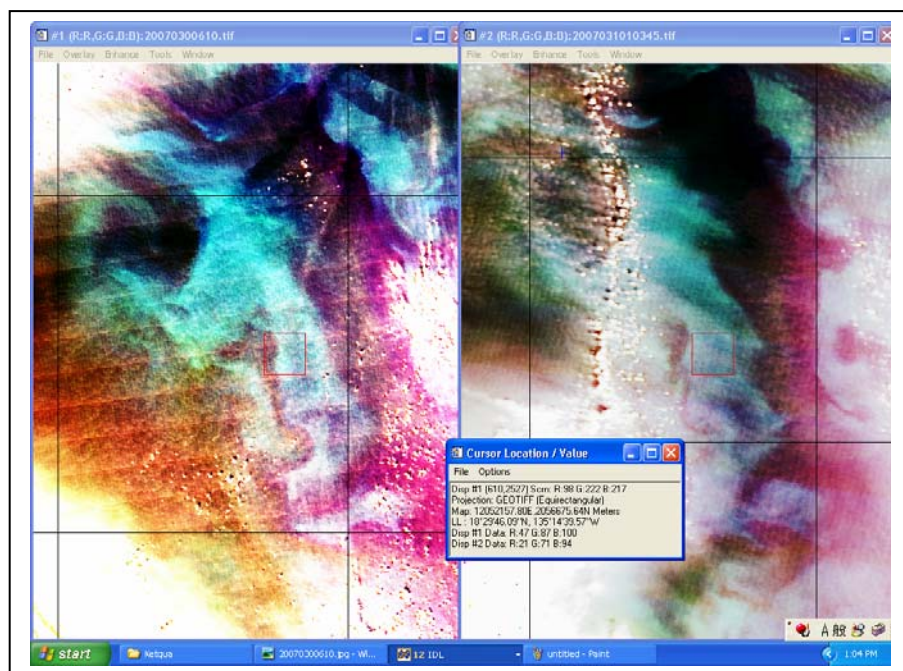 #1 (R:R,G:G,B:B):20070300610.tif
File Overlay Enhance Tools Window
#2 (R:R,G:G,B:B):2007031010345.tif
File Overlay Enhance Tools Window
Cursor Location / Value
File Options
Disp #1 (610,2527) Scrn: R:98 G:222 B:217
Projection: GEOTIFF (Equirectangular)
Map: 12052157.80E,2056675.64N Meters
LL : 18°29'46.09"N, 135°14'39.57"W
Disp #1 Data: R:47 G:87 B:100
Disp #2 Data: R:21 G:71 B:94
A 般
start
Ketqua
20070300610.jpg - Wi...
12 IDL
untitled - Paint
1:04 PM